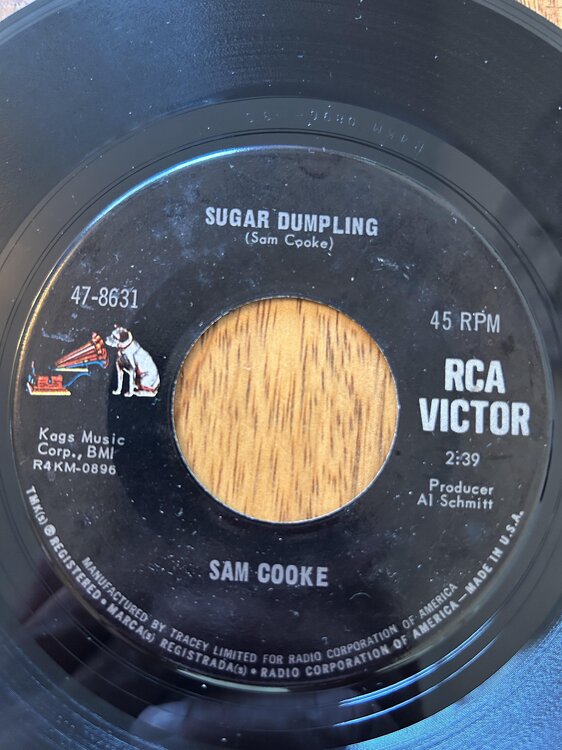 SUGAR DUMPLING
(Sam Cooke)
47-8631
45 RPM
RCA
VICTOR
Kags Music
Corp., BMI
R4KM-0896
2:39
Producer
Al Schmitt
SAM COOKE
MANUFACTURED BY TRACEY LIMITED FOR RADIO CORPORATION OF AMERICA
TMK(s) ® REGISTERED • MARCA(s) REGISTRADA(s) • RADIO CORPORATION OF AMERICA — MADE IN U.S.A.